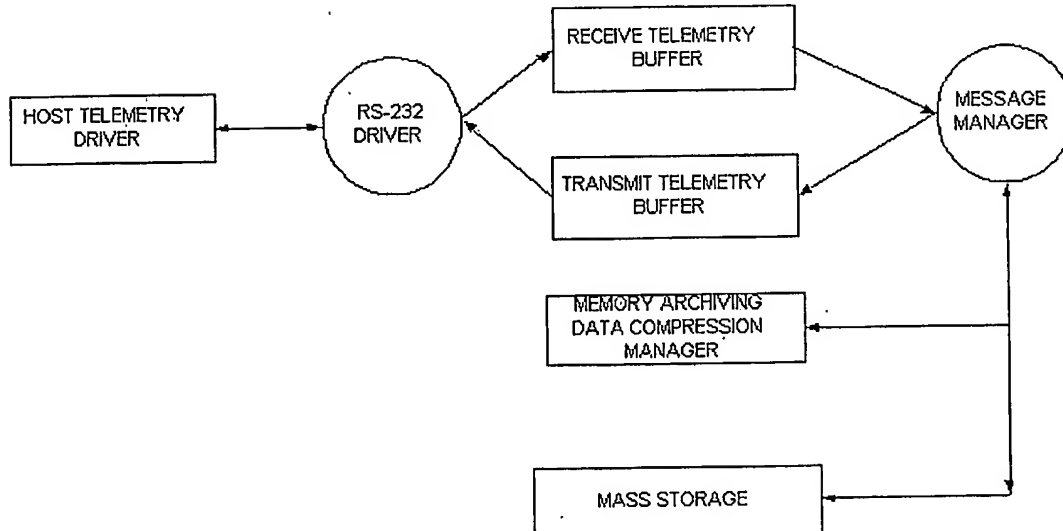 RECEIVE TELEMETRY
BUFFER
HOST TELEMETRY
DRIVER
RS-232
DRIVER
MESSAGE
MANAGER
TRANSMIT TELEMETRY
BUFFER
MEMORY ARCHIVING
DATA COMPRESSION
MANAGER
MASS STORAGE